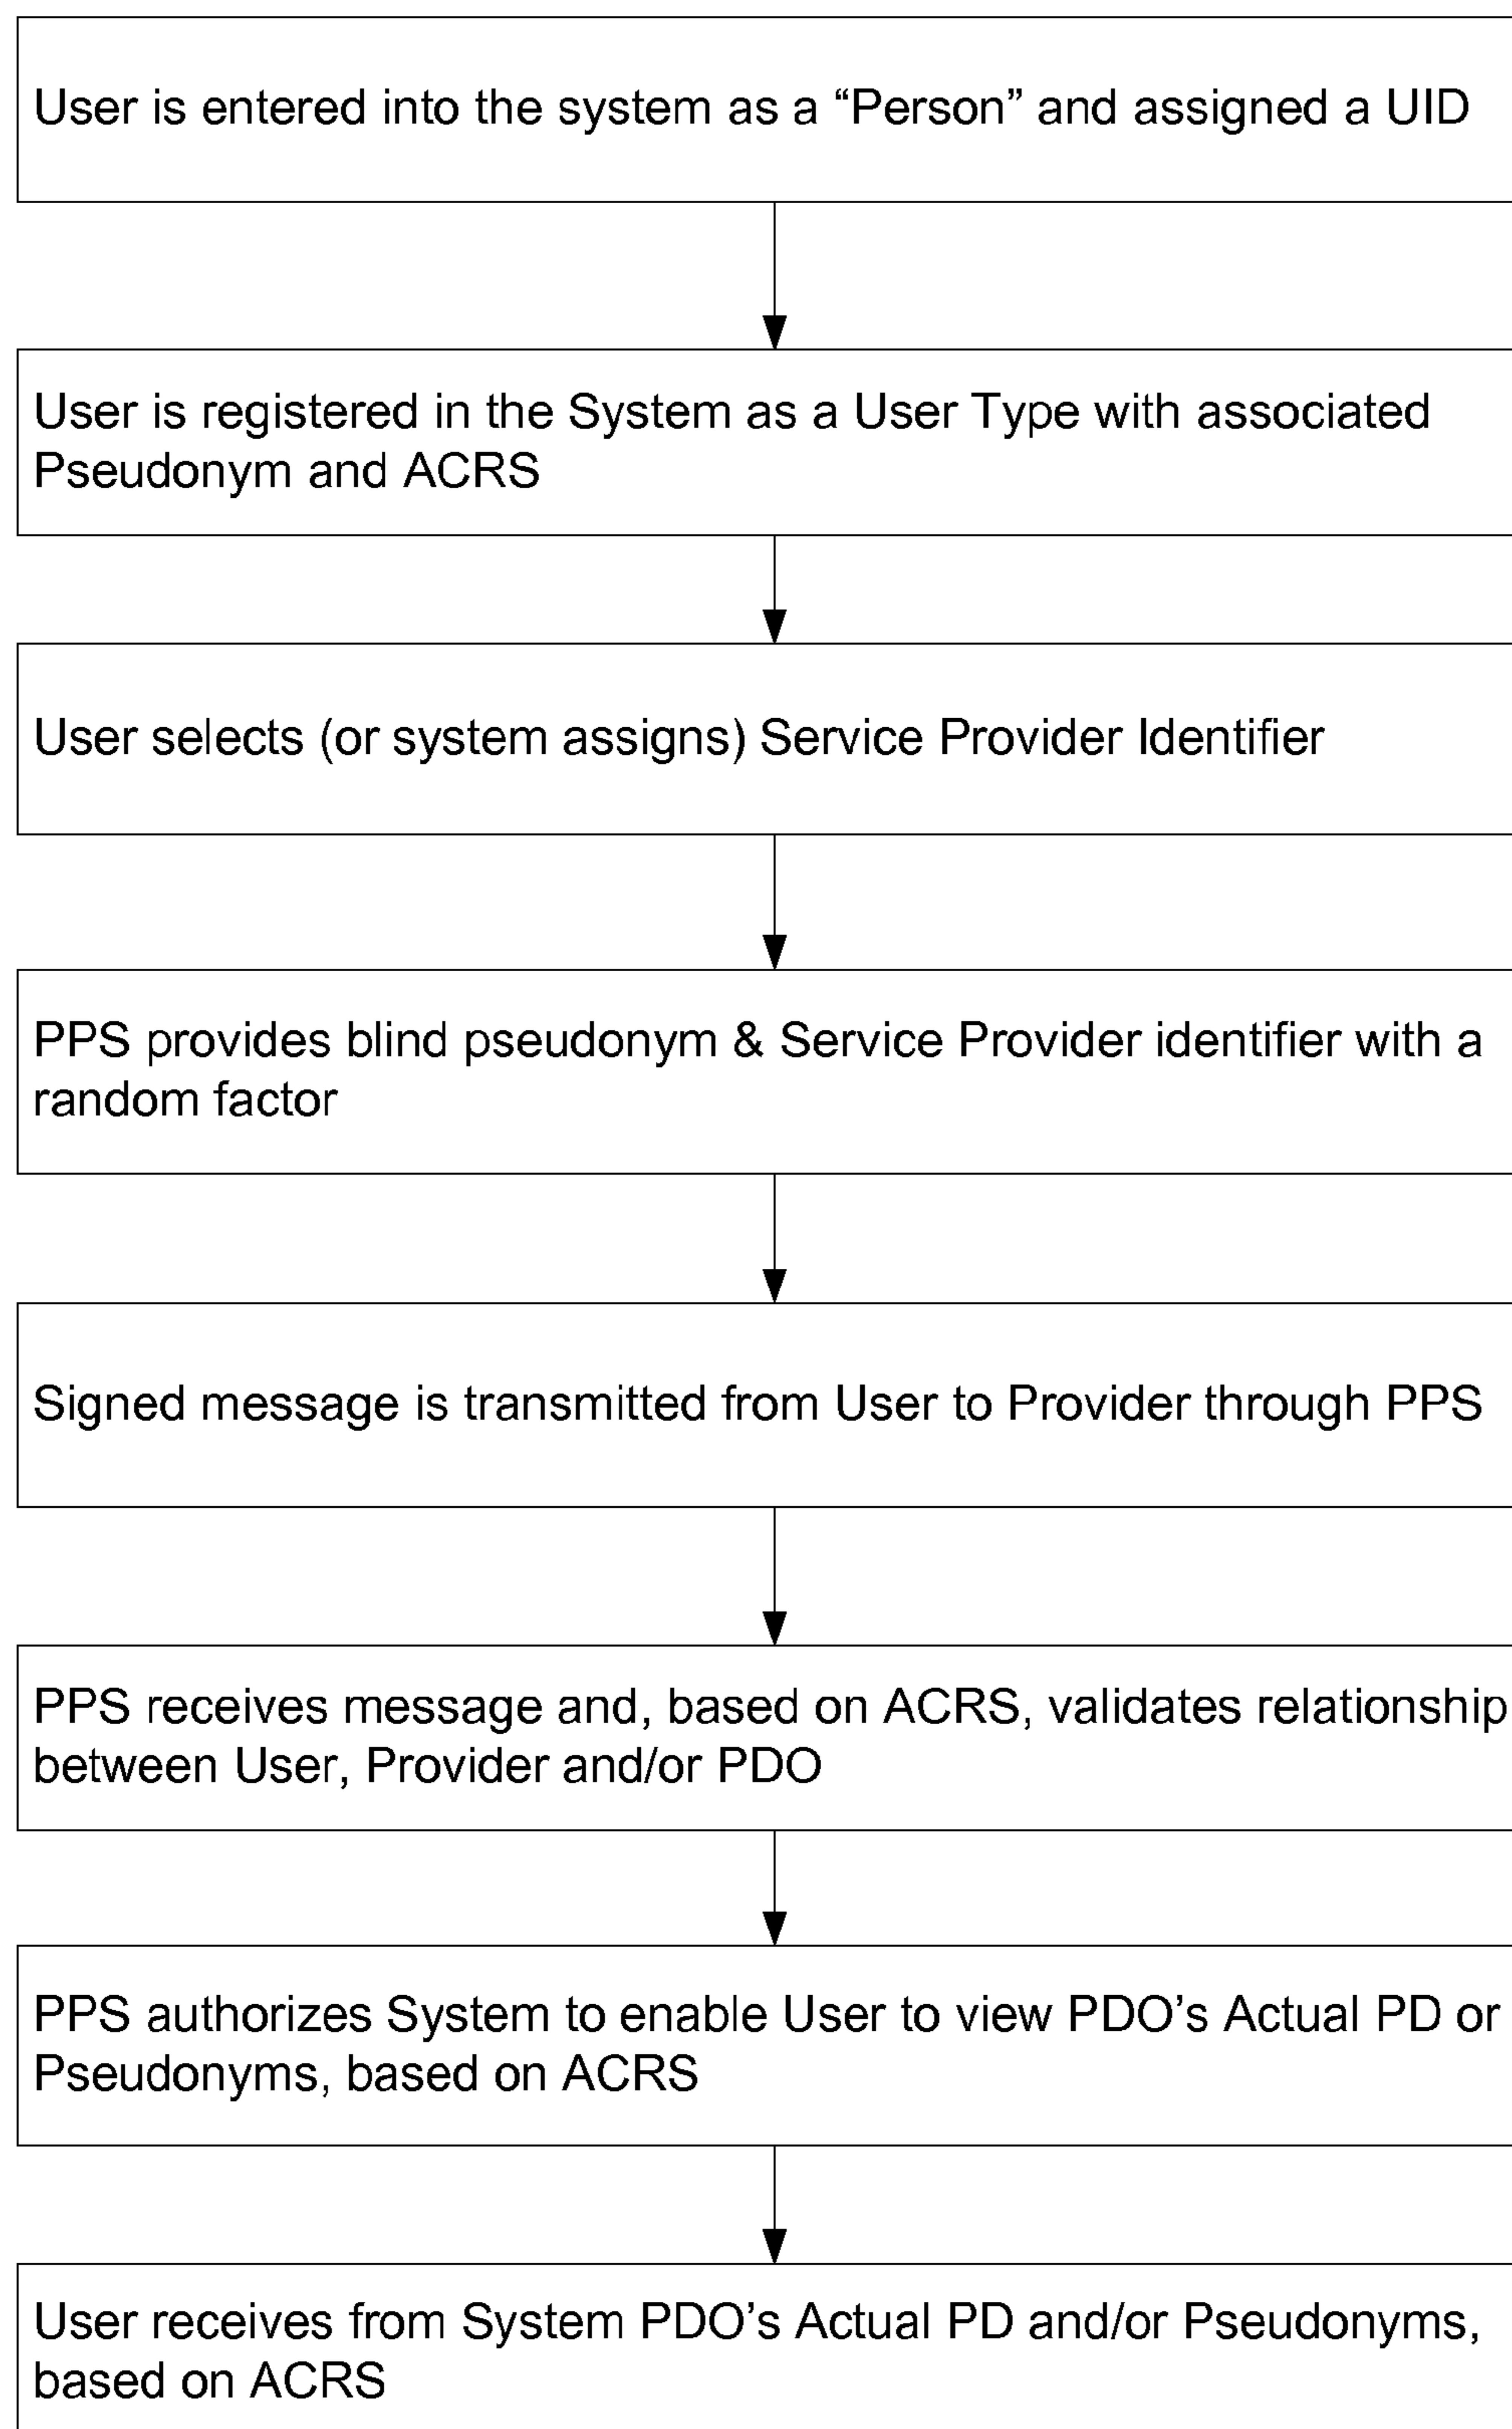 User is entered into the system as a “Person” and assigned a UID
User is registered in the System as a User Type with associated
Pseudonym and ACRS
User selects (or system assigns) Service Provider Identifier
PPS provides blind pseudonym & Service Provider identifier with a
random factor
Signed message is transmitted from User to Provider through PPS
PPS receives message and, based on ACRS, validates relationship
between User, Provider and/or PDO
PPS authorizes System to enable User to view PDO’s Actual PD or
Pseudonyms, based on ACRS
User receives from System PDO’s Actual PD and/or Pseudonyms,
based on ACRS